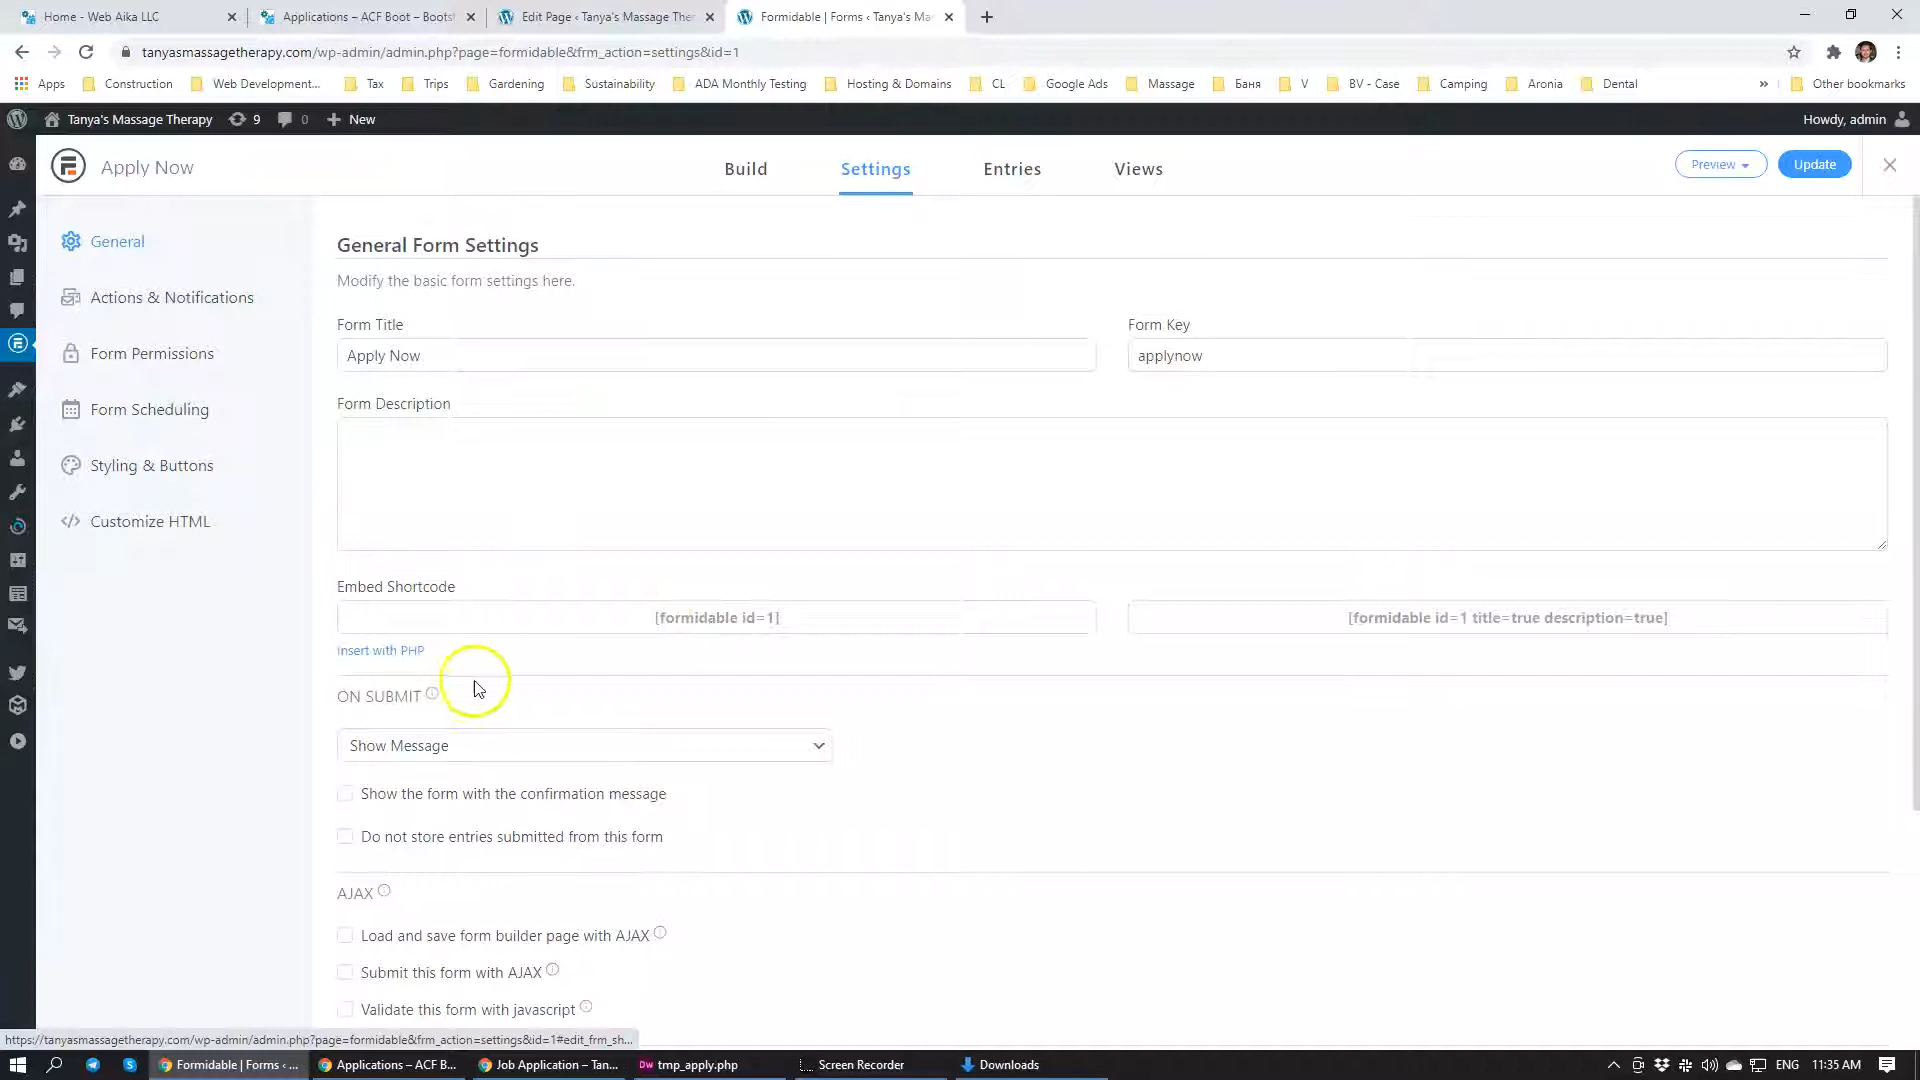 Home - Web Aika LLC
Applications – ACF Boot – Bootst
Edit Page ‹ Tanya's Massage Ther
Formidable | Forms ‹ Tanya's Ma
tanyasmassagetherapy.com/wp-admin/admin.php?page=formidable&frm_action=settings&id=1
Apps
Construction
Web Development...
Tax
Trips
Gardening
Sustainability
ADA Monthly Testing
Hosting & Domains
CL
Google Ads
Massage
Баня
V
BV - Case
Camping
Aronia
Dental
»
Other bookmarks
Tanya's Massage Therapy
9
0
New
Howdy, admin
Apply Now
Build
Settings
Entries
Views
Preview
Update
General
Actions & Notifications
Form Permissions
Form Scheduling
Styling & Buttons
Customize HTML
General Form Settings
Modify the basic form settings here.
Form Title
Form Key
Apply Now
applynow
Form Description
Embed Shortcode
[formidable id=1]
[formidable id=1 title=true description=true]
Insert with PHP
ON SUBMIT
Show Message
Show the form with the confirmation message
Do not store entries submitted from this form
AJAX
Load and save form builder page with AJAX
Submit this form with AJAX
Validate this form with javascript
https://tanyasmassagetherapy.com/wp-admin/admin.php?page=formidable&frm_action=settings&id=1#edit_frm_sh...
Formidable | Forms ‹ ...
Applications – ACF B...
Job Application – Tan...
Dw
tmp_apply.php
Screen Recorder
Downloads
ENG
11:35 AM